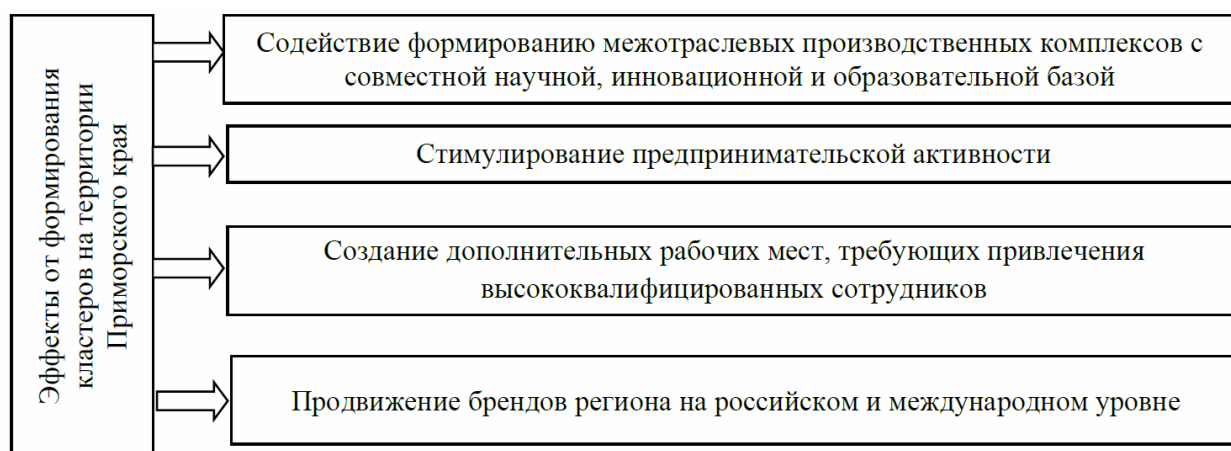 Эффекты от формирования
кластеров на территории
Приморского края
Содействие формированию межотраслевых производственных комплексов с
совместной научной, инновационной и образовательной базой
Стимулирование предпринимательской активности
Создание дополнительных рабочих мест, требующих привлечения
высококвалифицированных сотрудников
Продвижение брендов региона на российском и международном уровне